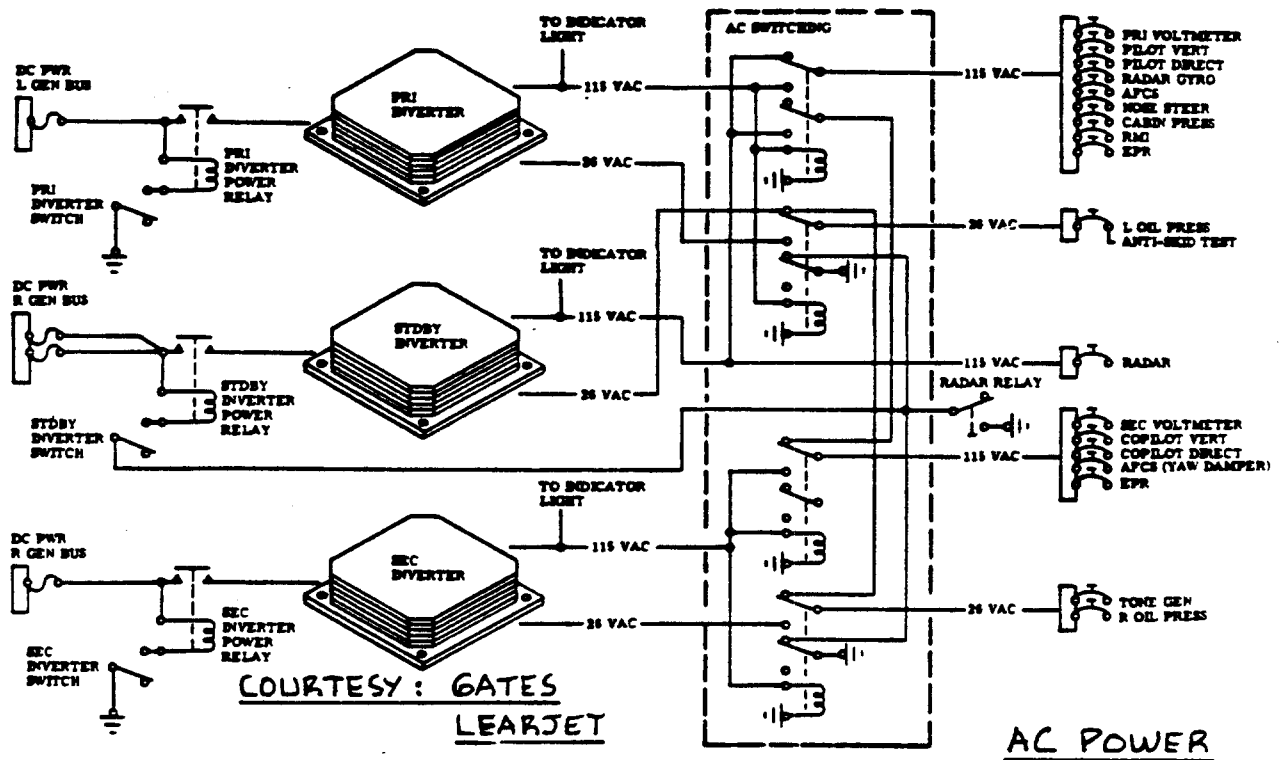 TO INDICATOR
LIGHT
AC SWITCHING
DC PWR
L GEN BUS
PRI
INVERTER
115 VAC
26 VAC
PRI
INVERTER
POWER
RELAY
PRI
INVERTER
SWITCH
115 VAC
PRI VOLTMETER
PILOT VERT
PILOT DIRECT
RADAR GYRO
AFCS
NOSE STEER
CABIN PRESS
RMI
EPR
26 VAC
L OIL PRESS
ANTI-SKID TEST
TO INDICATOR
LIGHT
DC PWR
R GEN BUS
STDBY
INVERTER
115 VAC
26 VAC
STDBY
INVERTER
POWER
RELAY
STDBY
INVERTER
SWITCH
115 VAC
RADAR
RADAR RELAY
115 VAC
SEC VOLTMETER
COPILOT VERT
COPILOT DIRECT
AFCS (YAW DAMPER)
EPR
TO INDICATOR
LIGHT
DC PWR
R GEN BUS
SEC
INVERTER
115 VAC
26 VAC
SEC
INVERTER
POWER
RELAY
SEC
INVERTER
SWITCH
26 VAC
TONE GEN
R OIL PRESS
COURTESY: GATES
LEARJET
AC POWER